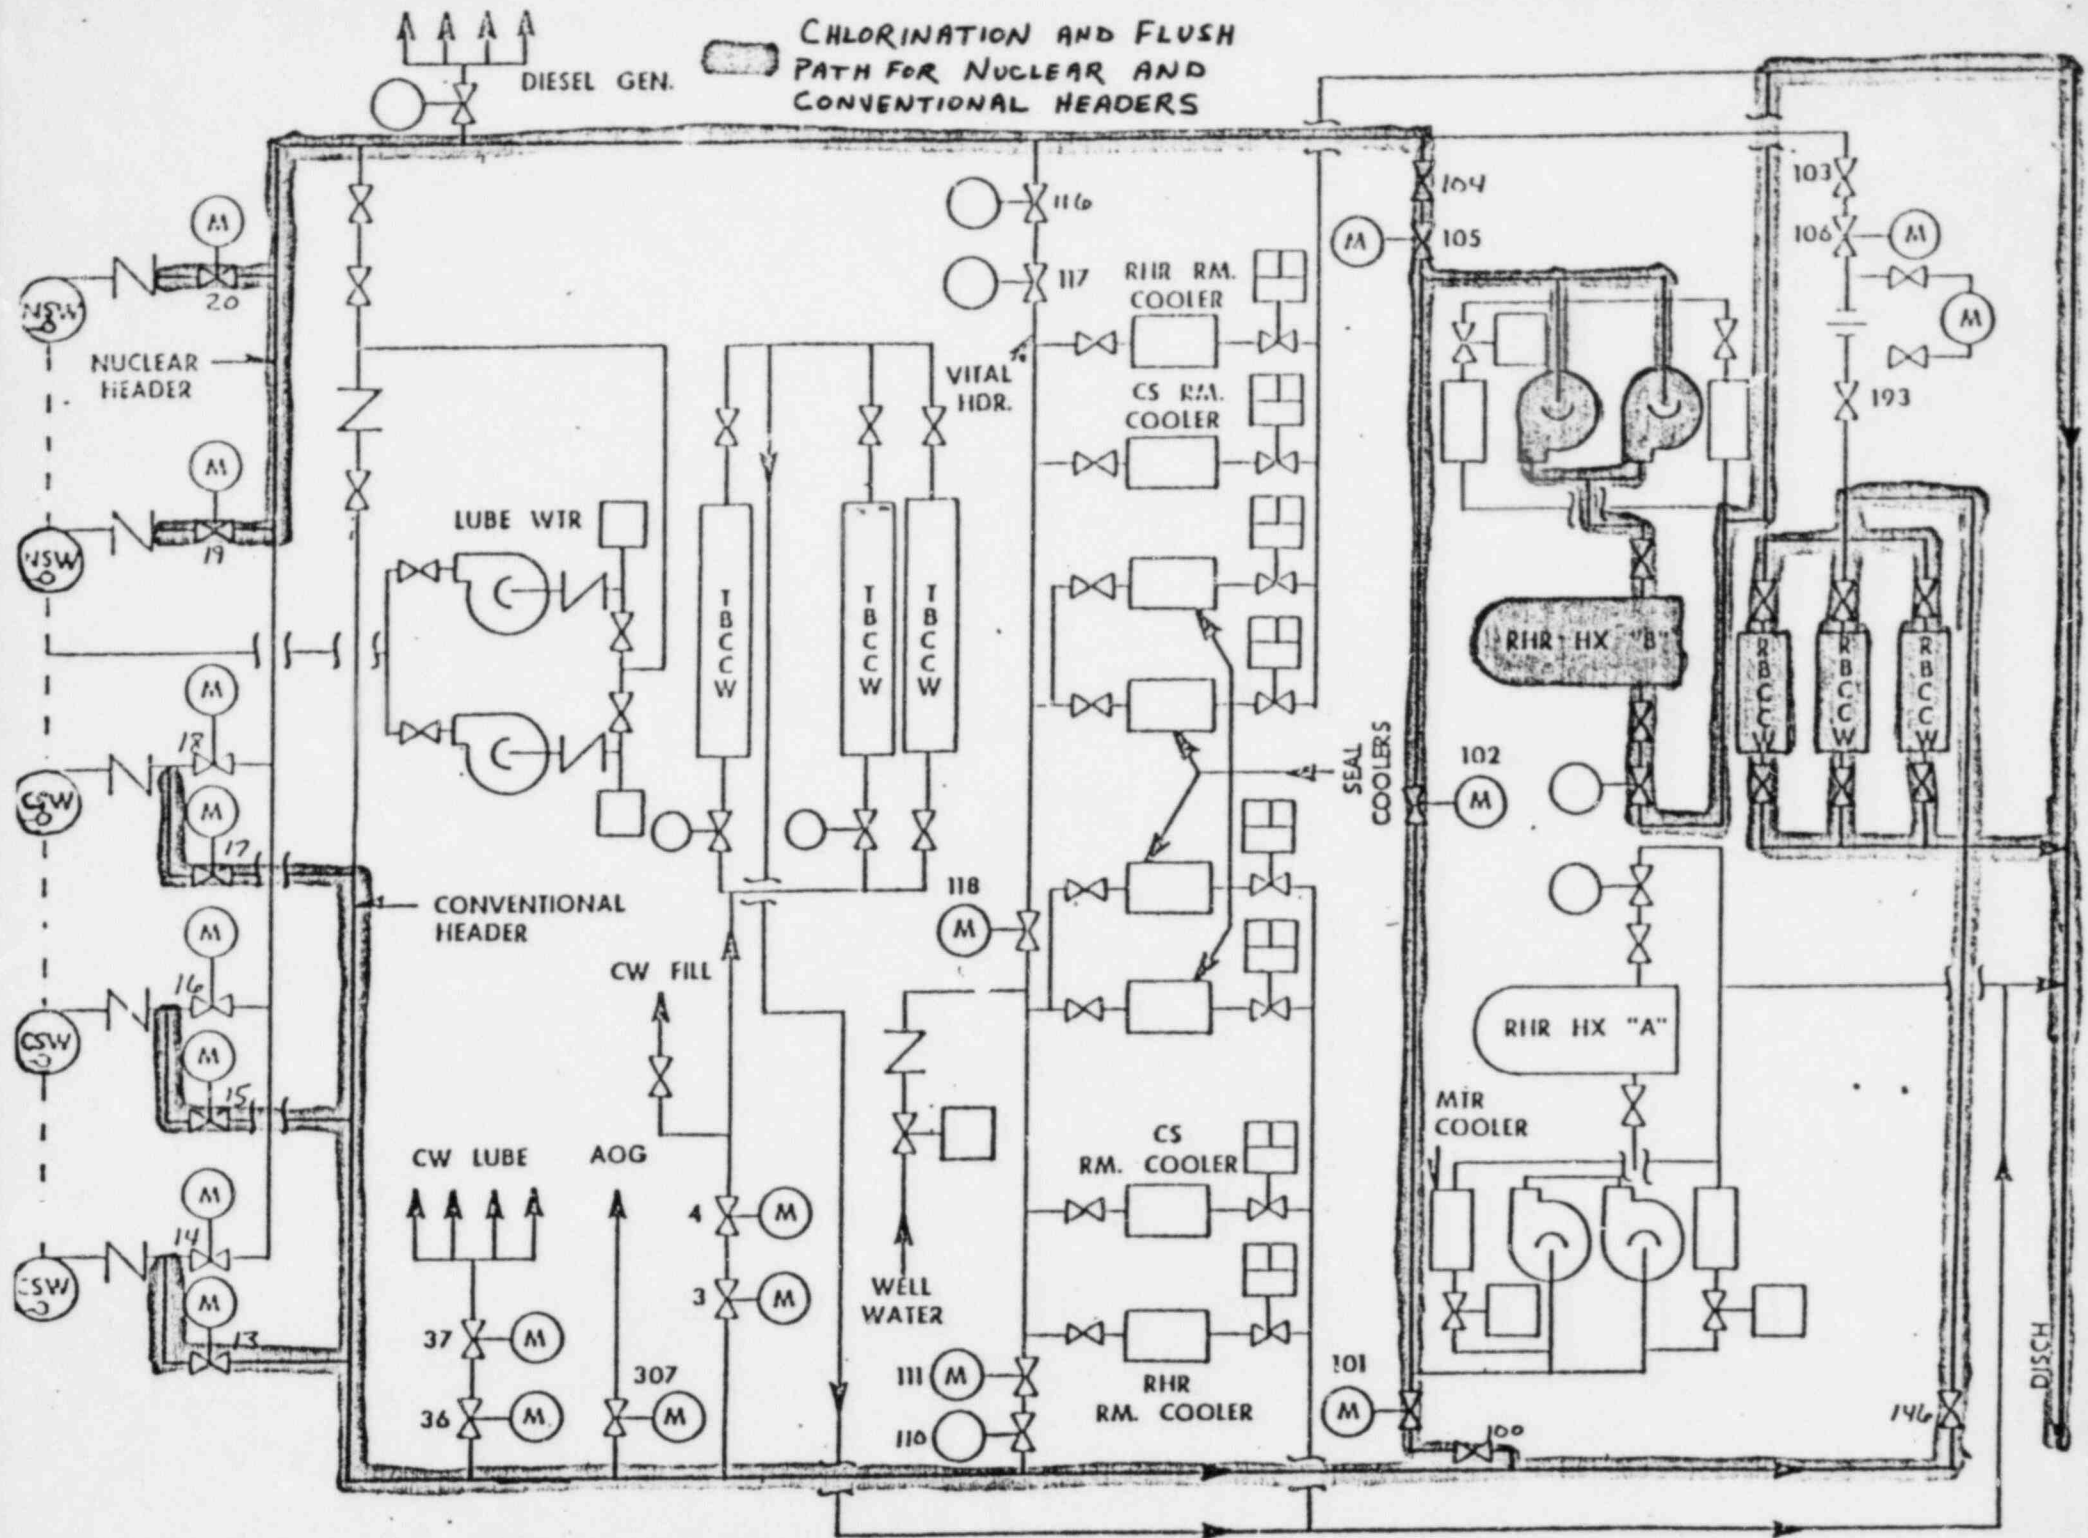 CHLORINATION AND FLUSH
PATH FOR NUCLEAR AND
CONVENTIONAL HEADERS
DIESEL GEN.
M
20
NSW
NUCLEAR
HEADER
M
19
NSW
M
18
CSW
M
17
CONVENTIONAL
HEADER
M
16
CSW
M
15
M
14
CSW
M
13
LUBE WTR
TBCCW
TBCCW
TBCCW
CW FILL
CW LUBE
AOG
4 M
3 M
37 M
36 M
307
M
WELL
WATER
116
117
VITAL
HDR.
118
M
111 M
110
RHR RM.
COOLER
CS RM.
COOLER
SEAL
COOLERS
CS
RM. COOLER
RHR
RM. COOLER
104
M 105
102
M
101
M
100
103
106 M
M
193
RHR HX "B"
RBCCW
RBCCW
RBCCW
RHR HX "A"
MTR
COOLER
146
DISCH